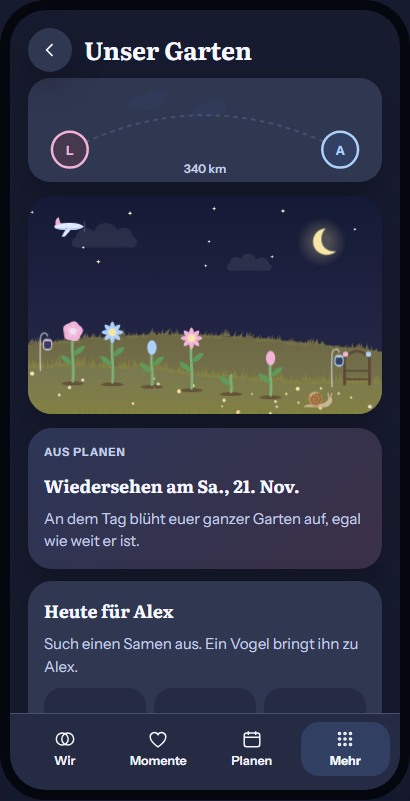 Unser Garten
L
A
340 km
AUS PLANEN
Wiedersehen am Sa., 21. Nov.
An dem Tag blüht euer ganzer Garten auf, egal
wie weit er ist.
Heute für Alex
Such einen Samen aus. Ein Vogel bringt ihn zu
Alex.
Wir
Momente
Planen
Mehr